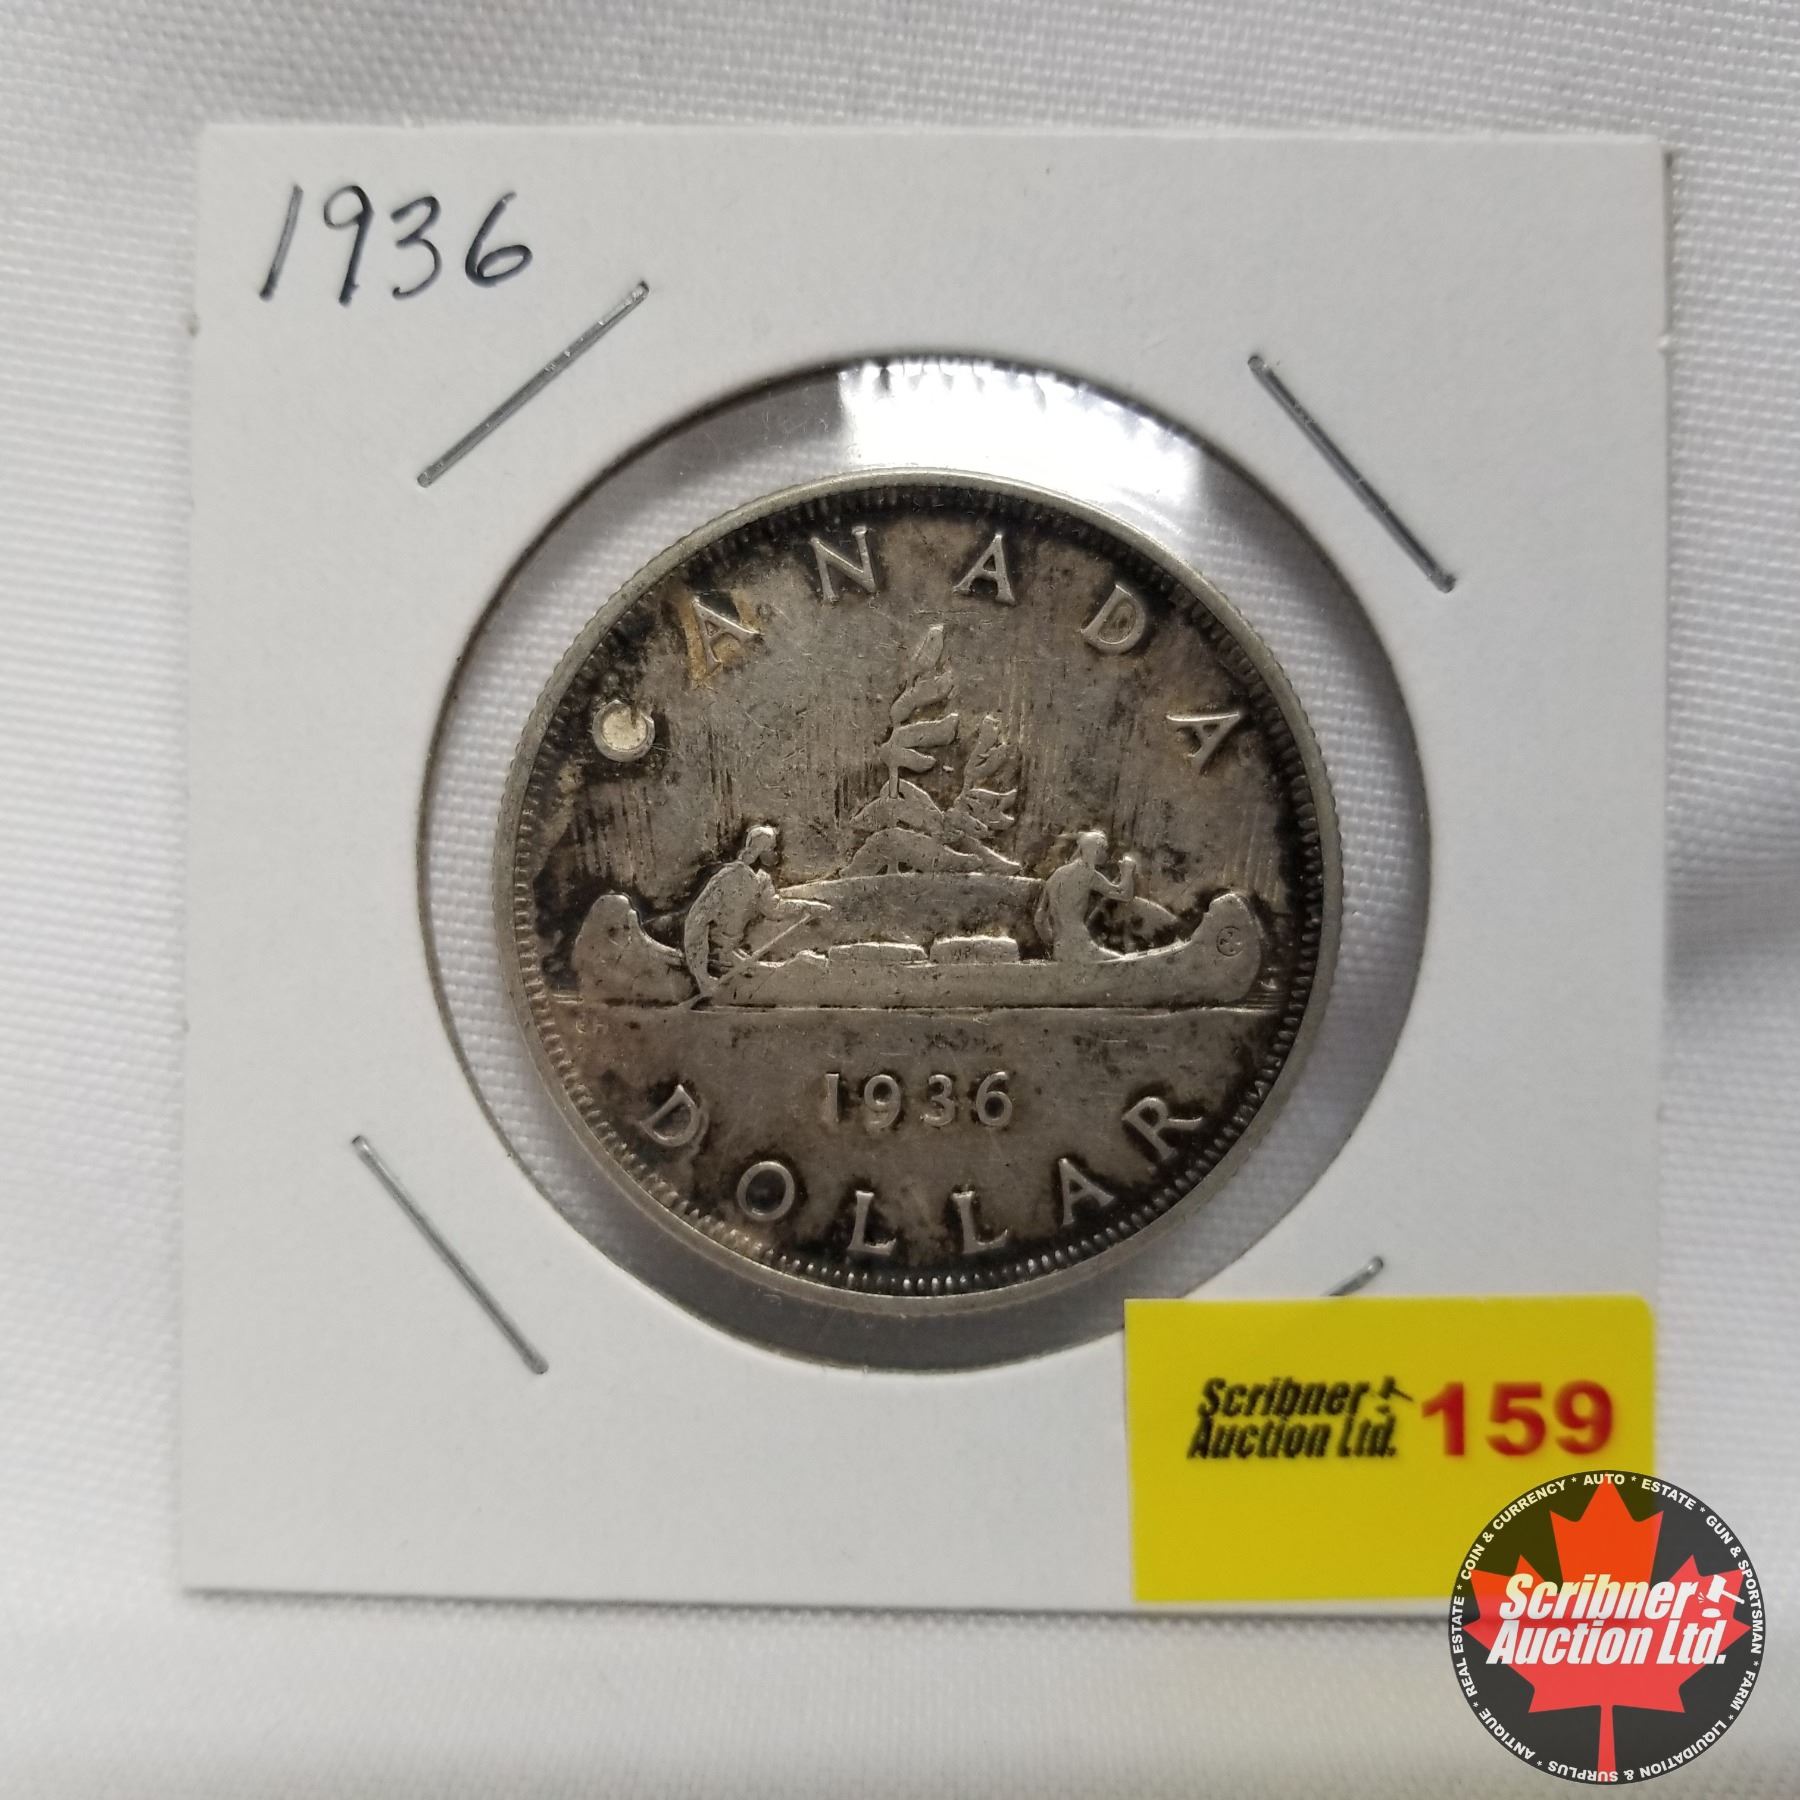 1936
CANADA
1936
DOLLAR
Scribner
Auction Ltd.
159
* COIN & CURRENCY * AUTO * ESTATE * GUN & SPORTSMAN * FARM * LIQUIDATION & SURPLUS * ANTIQUE * REAL ESTATE
Scribner
Auction Ltd.